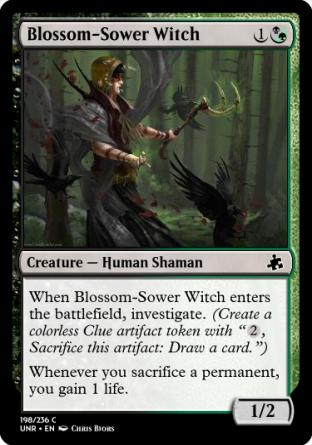 Blossom-Sower Witch 1
Creature — Human Shaman
When Blossom-Sower Witch enters
the battlefield, investigate. (Create a
colorless Clue artifact token with “2,
Sacrifice this artifact: Draw a card.”)
Whenever you sacrifice a permanent,
you gain 1 life.
1/2
198/236 C
UNR • EN Chris Bjors